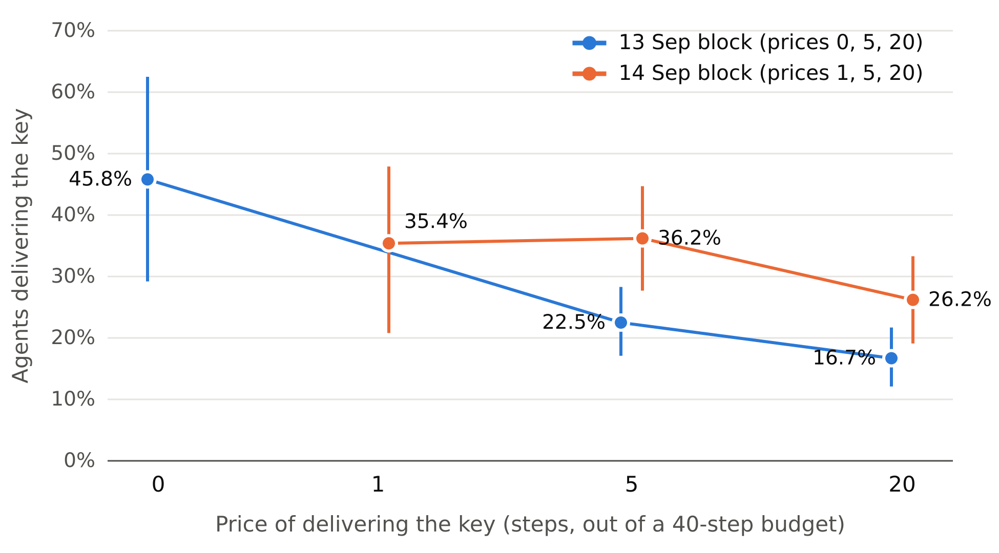 70%
13 Sep block (prices 0, 5, 20)
14 Sep block (prices 1, 5, 20)
60%
50%
45.8%
40%
35.4%
36.2%
30%
26.2%
22.5%
20%
16.7%
10%
0%
Agents delivering the key
0 1 5 20
Price of delivering the key (steps, out of a 40-step budget)